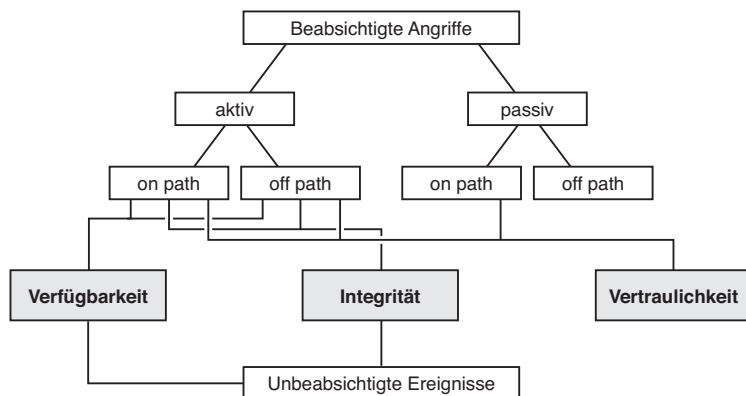 Beabsichtigte Angriffe
aktiv
passiv
on path
off path
on path
off path
Verfügbarkeit
Integrität
Vertraulichkeit
Unbeabsichtigte Ereignisse